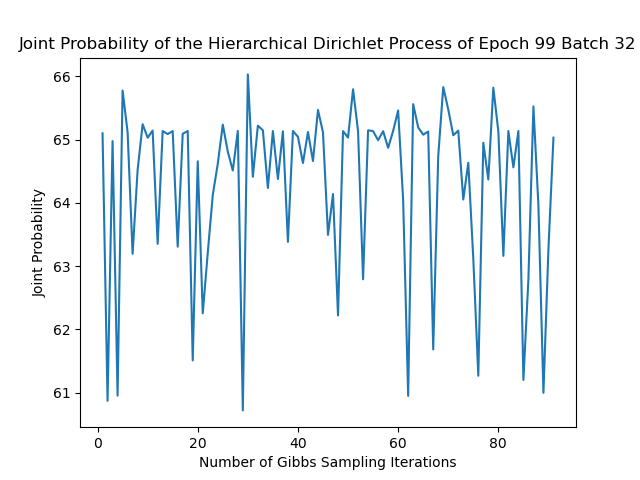 Joint Probability of the Hierarchical Dirichlet Process of Epoch 99 Batch 32
66
65
64
63
62
61
Joint Probability
0 20 40 60 80
Number of Gibbs Sampling Iterations